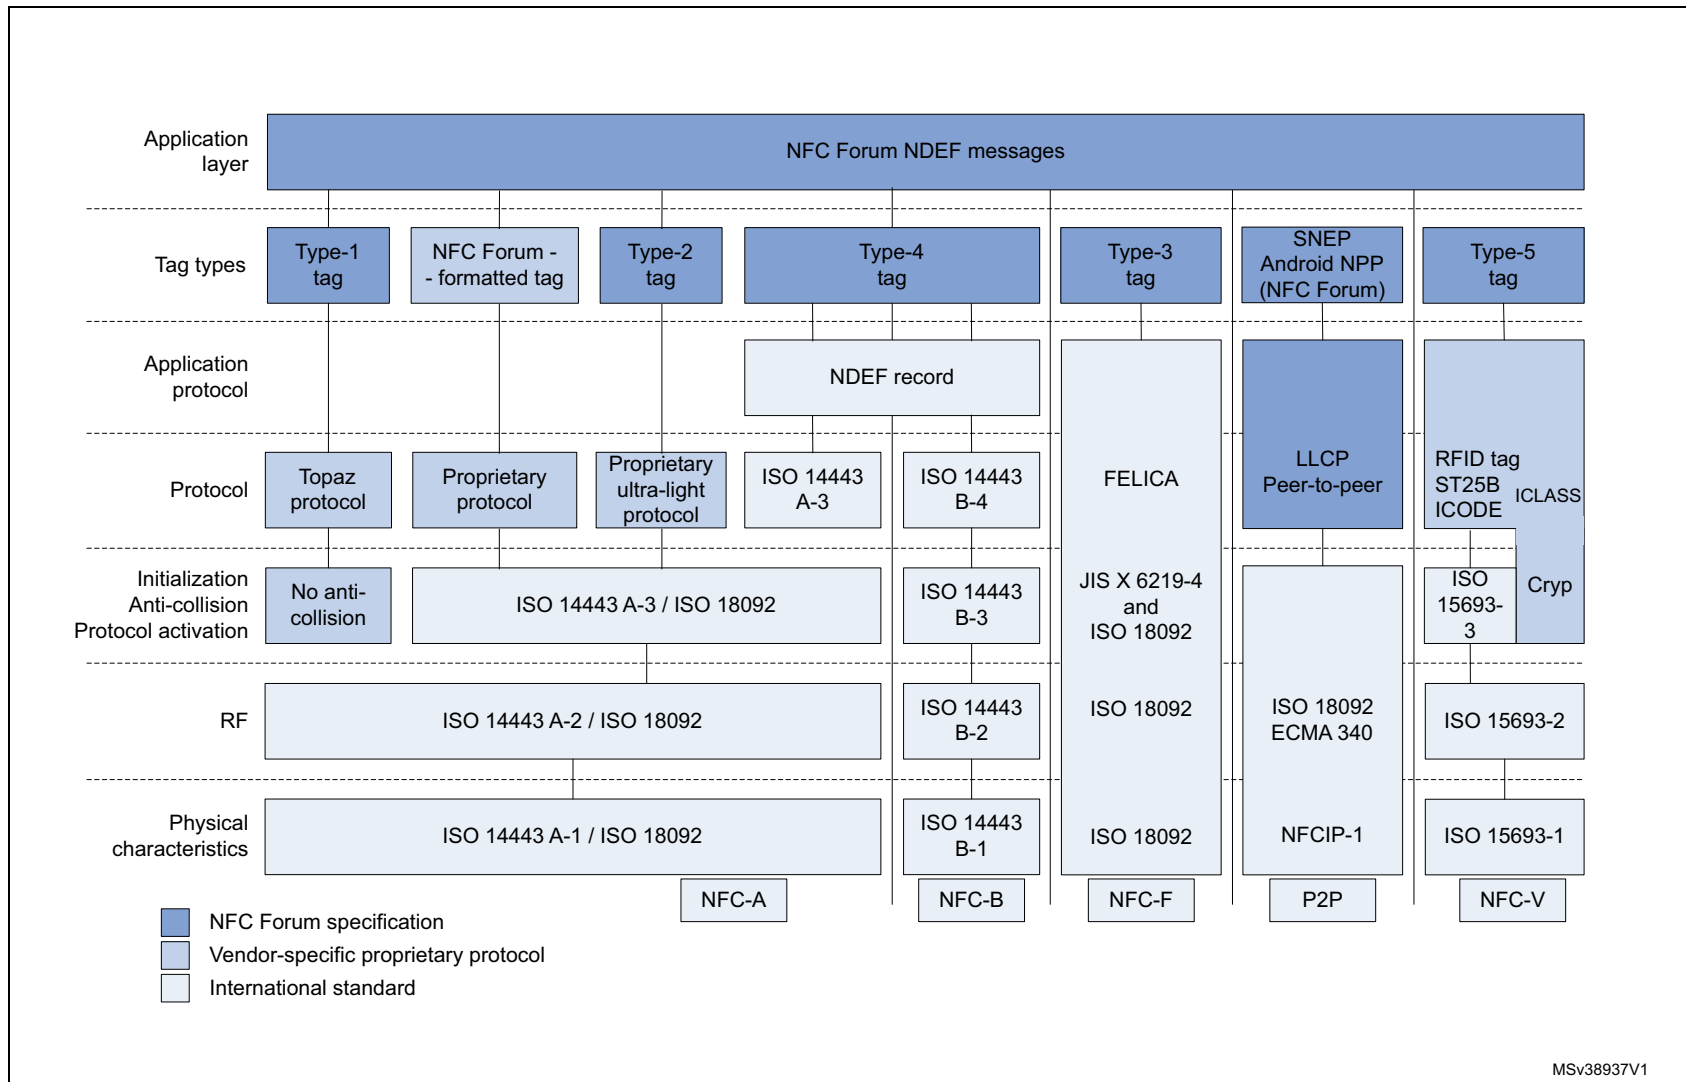 NFC Forum NDEF messages
Application
layer
Tag types
Type-1
tag
NFC Forum -
- formatted tag
Type-2
tag
Type-4
tag
Type-3
tag
SNEP
Android NPP
(NFC Forum)
Type-5
tag
Application
protocol
NDEF record
Protocol
Topaz
protocol
Proprietary
protocol
Proprietary
ultra-light
protocol
ISO 14443
A-3
ISO 14443
B-4
FELICA
LLCP
Peer-to-peer
RFID tag
ST25B
ICODE
ICLASS
Initialization
Anti-collision
Protocol activation
No anti-
collision
ISO 14443 A-3 / ISO 18092
ISO 14443
B-3
JIS X 6219-4
and
ISO 18092
ISO
15693-
3
Cryp
RF
ISO 14443 A-2 / ISO 18092
ISO 14443
B-2
ISO 18092
ISO 18092
ECMA 340
ISO 15693-2
Physical
characteristics
ISO 14443 A-1 / ISO 18092
ISO 14443
B-1
ISO 18092
NFCIP-1
ISO 15693-1
NFC-A
NFC-B
NFC-F
P2P
NFC-V
NFC Forum specification
Vendor-specific proprietary protocol
International standard
MSv38937V1